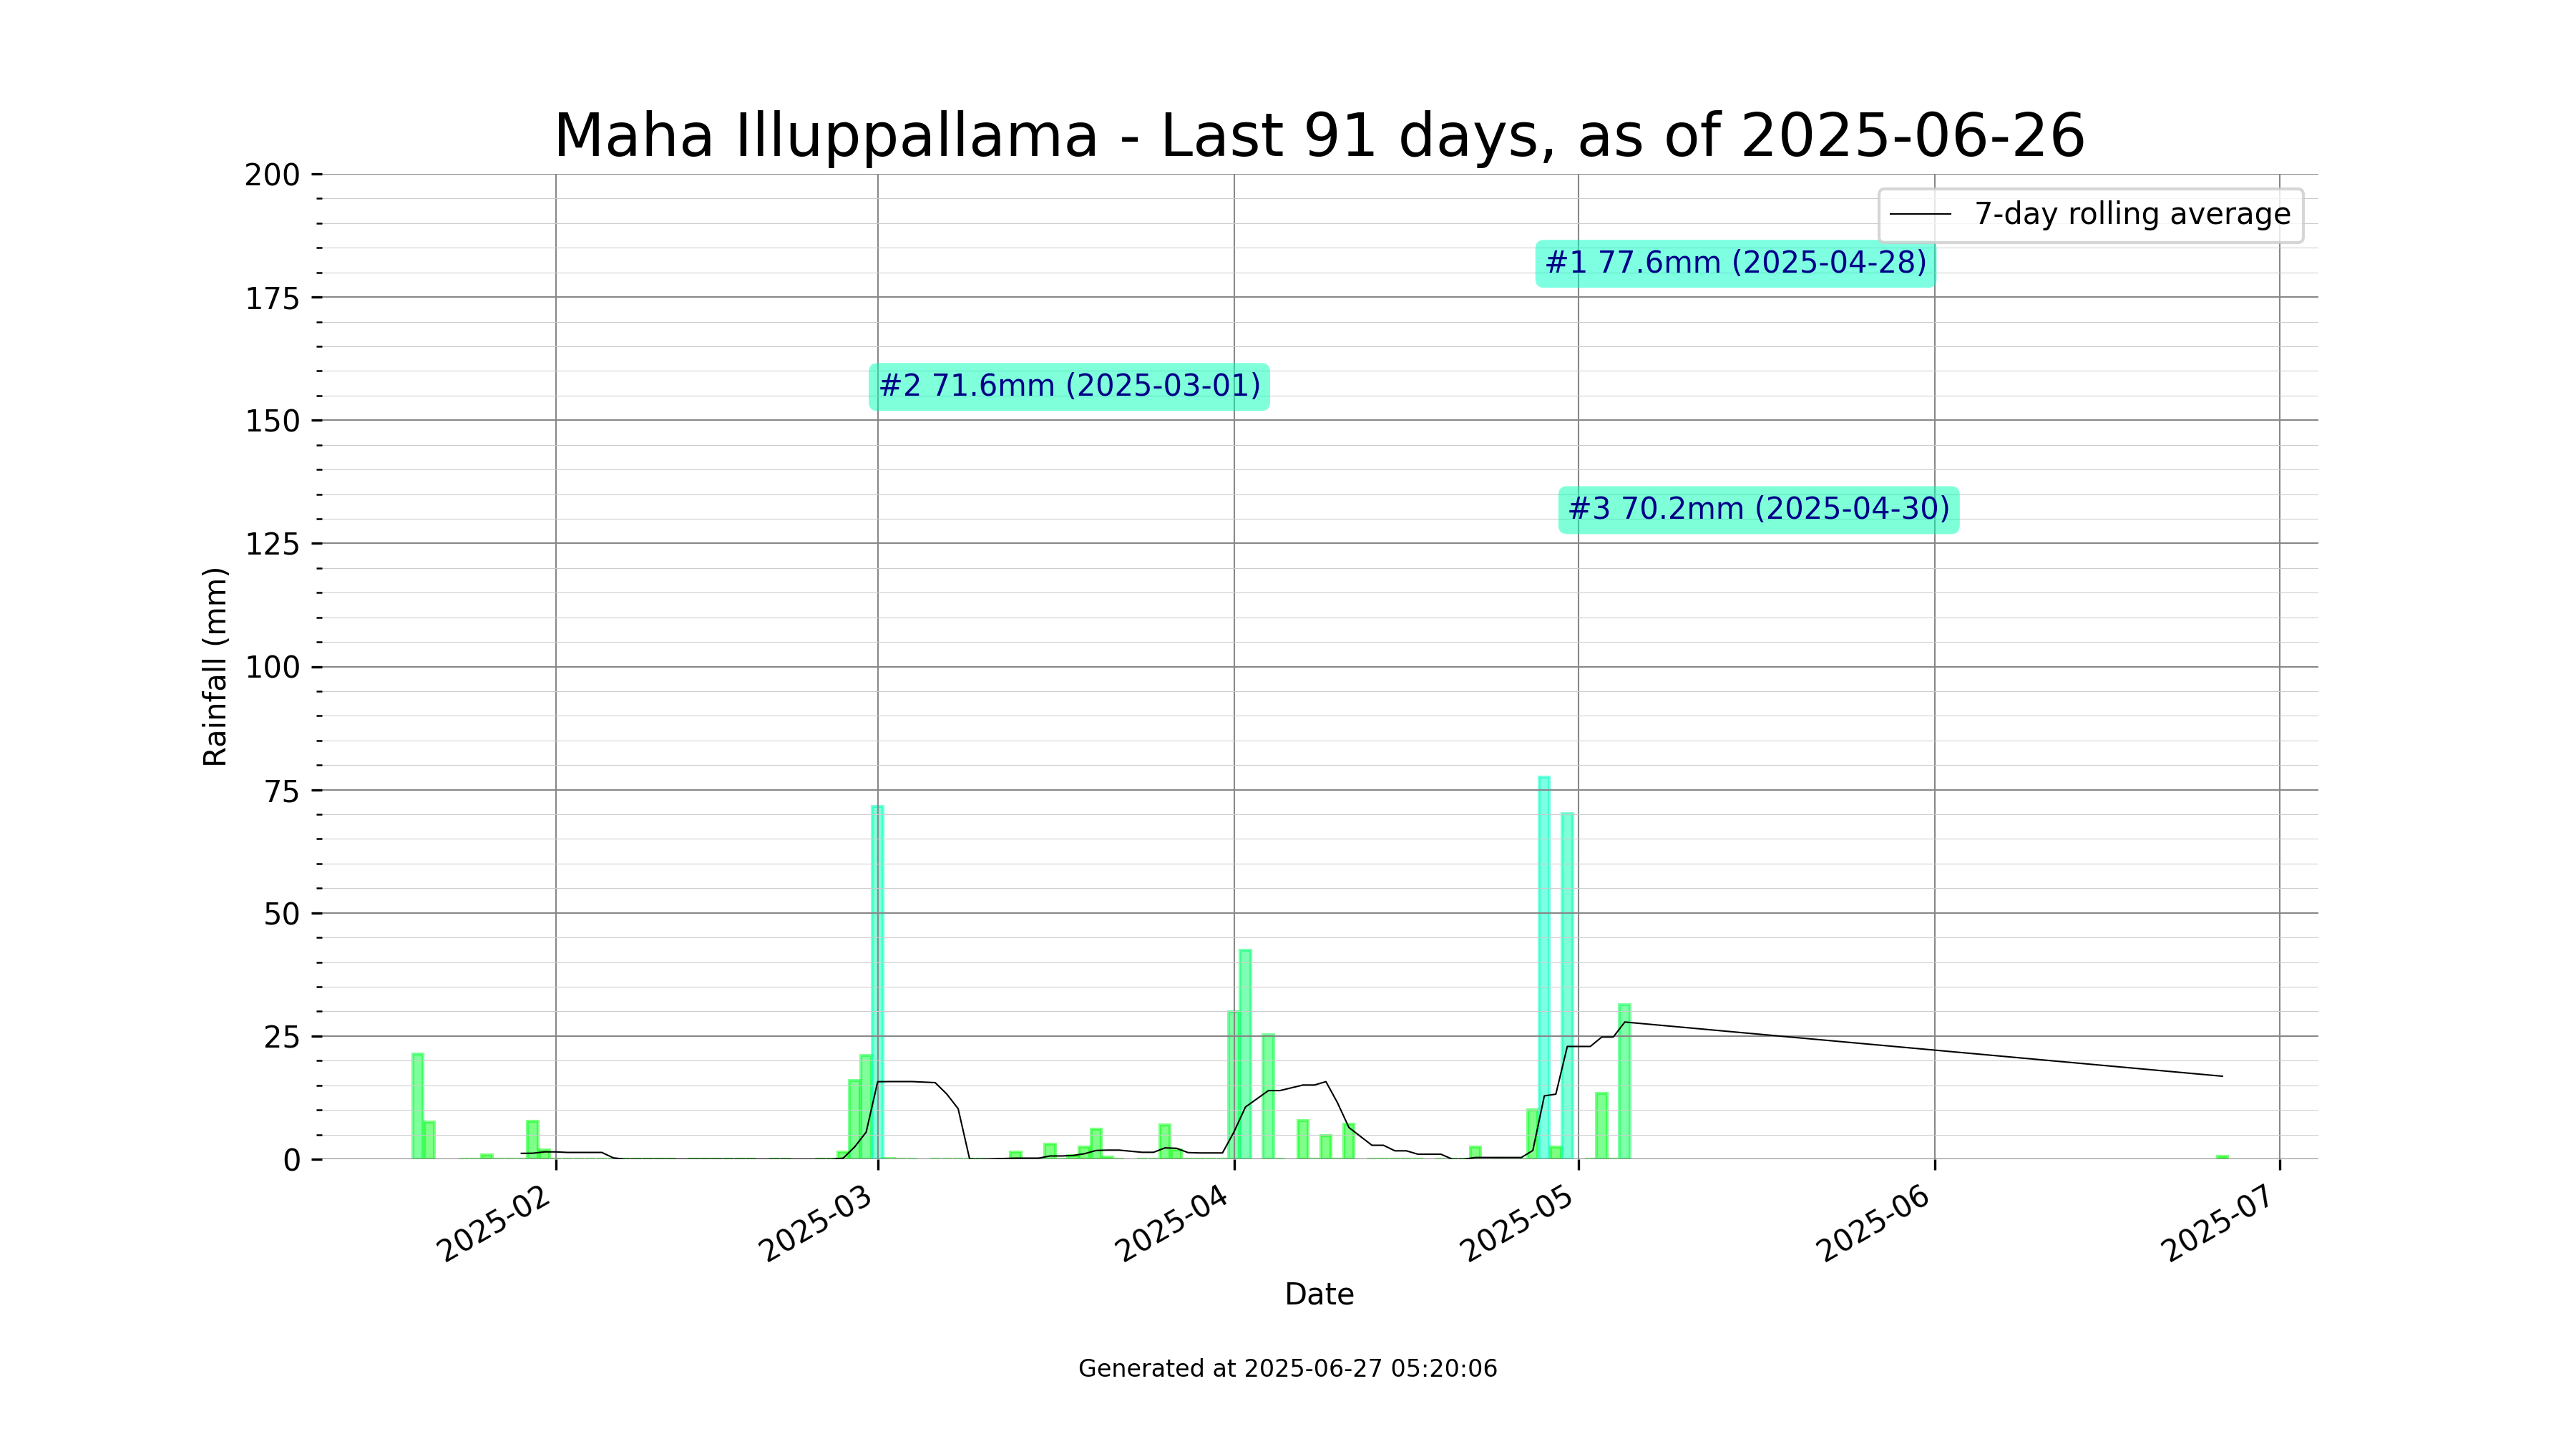 Maha Illuppallama - Last 91 days, as of 2025-06-26
200
175
150
125
100
75
50
25
0
Rainfall (mm)
7-day rolling average
#1 77.6mm (2025-04-28)
#2 71.6mm (2025-03-01)
#3 70.2mm (2025-04-30)
2025-02
2025-03
2025-04
2025-05
2025-06
2025-07
Date
Generated at 2025-06-27 05:20:06